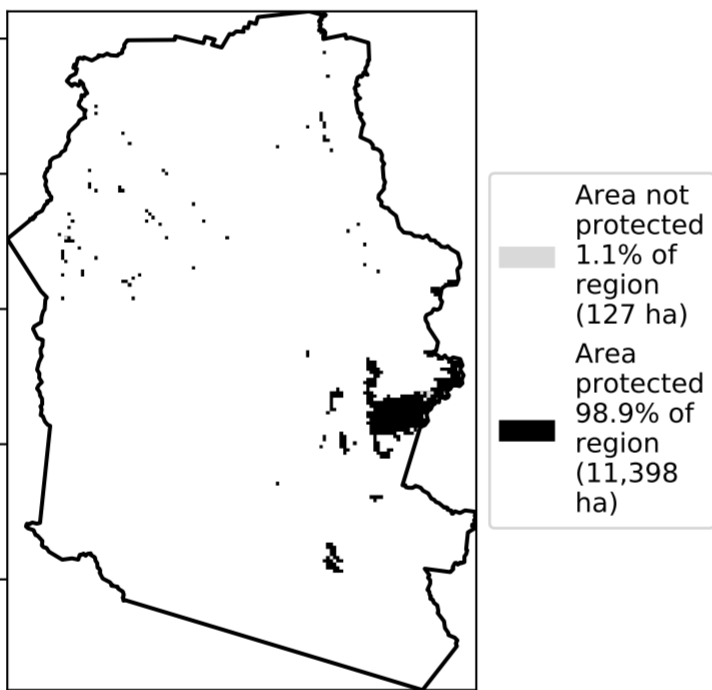 Area not
protected
1.1% of
region
(127 ha)
Area
protected
98.9% of
region
(11,398
ha)